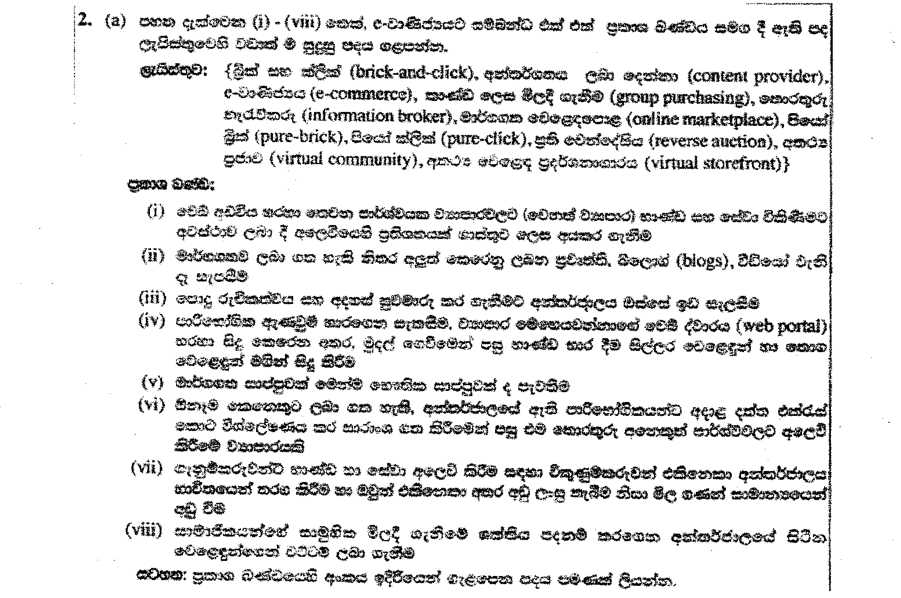 2. (a) පහත දැක්වෙන (i) - (viii) තෙක්, e-වාණිජ්‍යයට සම්බන්ධ එක් එක් ප්‍රකාශ ඛණ්ඩය සමග දී ඇති පද
ලැයිස්තුවෙහි වඩාත් ම සුදුසු පදය ගළපන්න.
ලැයිස්තුව: {බ්‍රික් සහ ක්ලික් (brick-and-click), අන්තර්ගතය ලබා දෙන්නා (content provider),
e-වාණිජ්‍යය (e-commerce), කාණ්ඩ ලෙස මිලදී ගැනීම (group purchasing), තොරතුරු
තැරැව්කරු (information broker), මාර්ගගත වෙළෙඳපොළ (online marketplace), පියෝ
බ්‍රික් (pure-brick), පියෝ ක්ලික් (pure-click), ප්‍රති වෙන්දේසිය (reverse auction), අතථ්‍ය
ප්‍රජාව (virtual community), අතථ්‍ය වෙළෙඳ ප්‍රදර්ශනාගාරය (virtual storefront)}
ප්‍රකාශ ඛණ්ඩ:
(i) වෙබ් අඩවිය හරහා තෙවන පාර්ශ්වයක ව්‍යාපාරවලට (වෙනත් ව්‍යාපාර) භාණ්ඩ සහ සේවා විකිණීමට
අවස්ථාව ලබා දී අලෙවියෙහි ප්‍රතිශතයක් ගාස්තුව ලෙස අයකර ගැනීම
(ii) මාර්ගගතව ලබා ගත හැකි නිතර අලුත් කෙරෙනු ලබන ප්‍රවෘත්ති, බ්ලොග් (blogs), වීඩියෝ වැනි
දෑ සැපයීම
(iii) පොදු රුචිකත්වය සහ අදහස් හුවමාරු කර ගැනීමට අන්තර්ජාලය ඔස්සේ ඉඩ සැලසීම
(iv) පාරිභෝගික ඇණවුම් භාරගෙන සැකසීම, ව්‍යාපාර මෙහෙයවන්නාගේ වෙබ් ද්වාරය (web portal)
හරහා සිදු කෙරෙන අතර, මුදල් ගෙවීමෙන් පසු භාණ්ඩ භාර දීම සිල්ලර වෙළෙඳුන් හා තොග
වෙළෙඳුන් මගින් සිදු කිරීම
(v) මාර්ගගත සාප්පුවක් මෙන්ම භෞතික සාප්පුවක් ද පැවතීම
(vi) ඕනෑම කෙනෙකුට ලබා ගත හැකි, අන්තර්ජාලයේ ඇති පාරිභෝගිකයන්ට අදාළ දත්ත එක්රැස්
කොට විශ්ලේෂණය කර සාරාංශ ගත කිරීමෙන් පසු එම තොරතුරු අනෙකුත් පාර්ශ්වවලට අලෙවි
කිරීමේ ව්‍යාපාරයකි
(vii) ගැනුම්කරුවන්ට භාණ්ඩ හා සේවා අලෙවි කිරීම සඳහා විකුණුම්කරුවන් එකිනෙකා අන්තර්ජාලය
භාවිතයෙන් තරග කිරීම හා ඔවුන් එකිනෙකා අතර අඩු ලංසු තැබීම නිසා මිල ගණන් සාමාන්‍යයෙන්
අඩු වීම
(viii) සාමාජිකයන්ගේ සාමූහික මිලදී ගැනීමේ ශක්තිය පදනම් කරගෙන අන්තර්ජාලයේ සිටින
වෙළෙඳුන්ගෙන් වට්ටම් ලබා ගැනීම
සටහන: ප්‍රකාශ ඛණ්ඩයෙහි අංකය ඉදිරියෙන් ගැළපෙන පදය පමණක් ලියන්න.